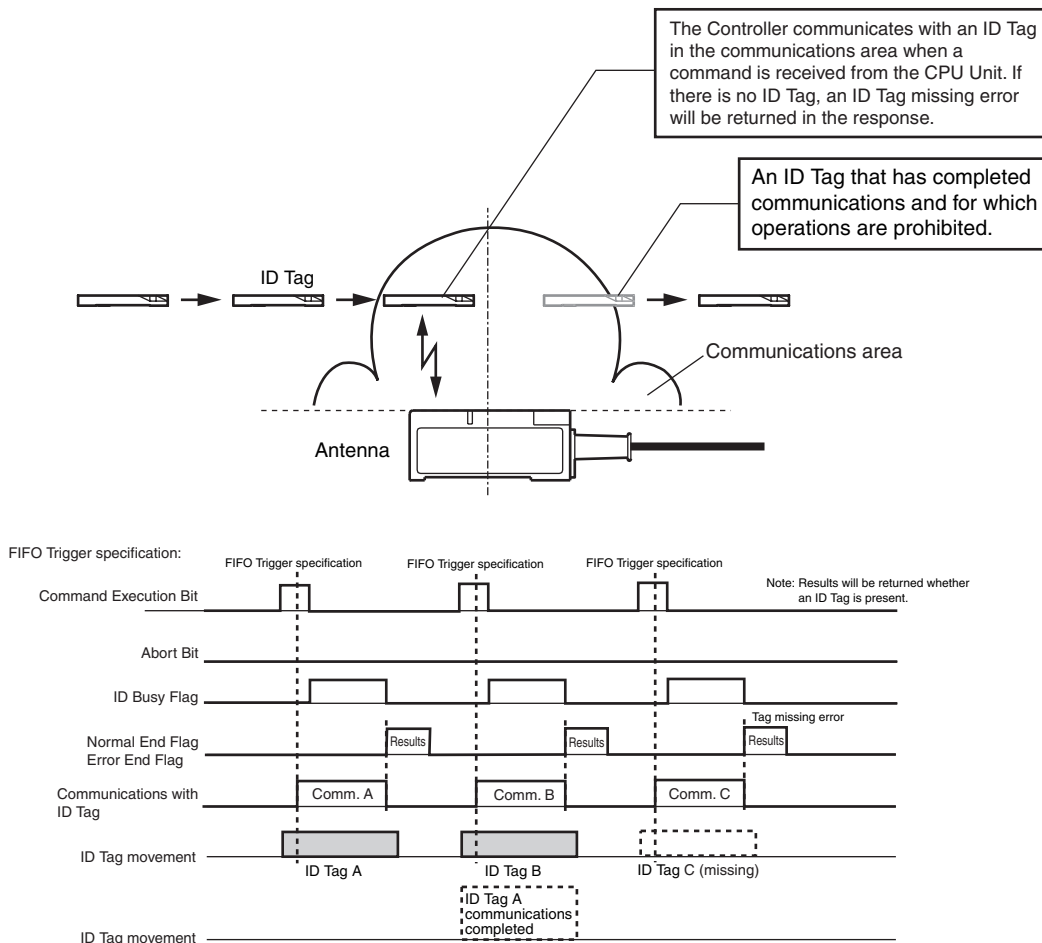 The Controller communicates with an ID Tag
in the communications area when a
command is received from the CPU Unit. If
there is no ID Tag, an ID Tag missing error
will be returned in the response.
An ID Tag that has completed
communications and for which
operations are prohibited.
ID Tag
Communications area
Antenna
FIFO Trigger specification:
FIFO Trigger specification
FIFO Trigger specification
FIFO Trigger specification
Command Execution Bit
Note: Results will be returned whether
an ID Tag is present.
Abort Bit
ID Busy Flag
Tag missing error
Normal End Flag
Error End Flag
Results
Results
Results
Communications with
ID Tag
Comm. A
Comm. B
Comm. C
ID Tag movement
ID Tag A
ID Tag B
ID Tag C (missing)
ID Tag A
communications
completed
ID Tag movement